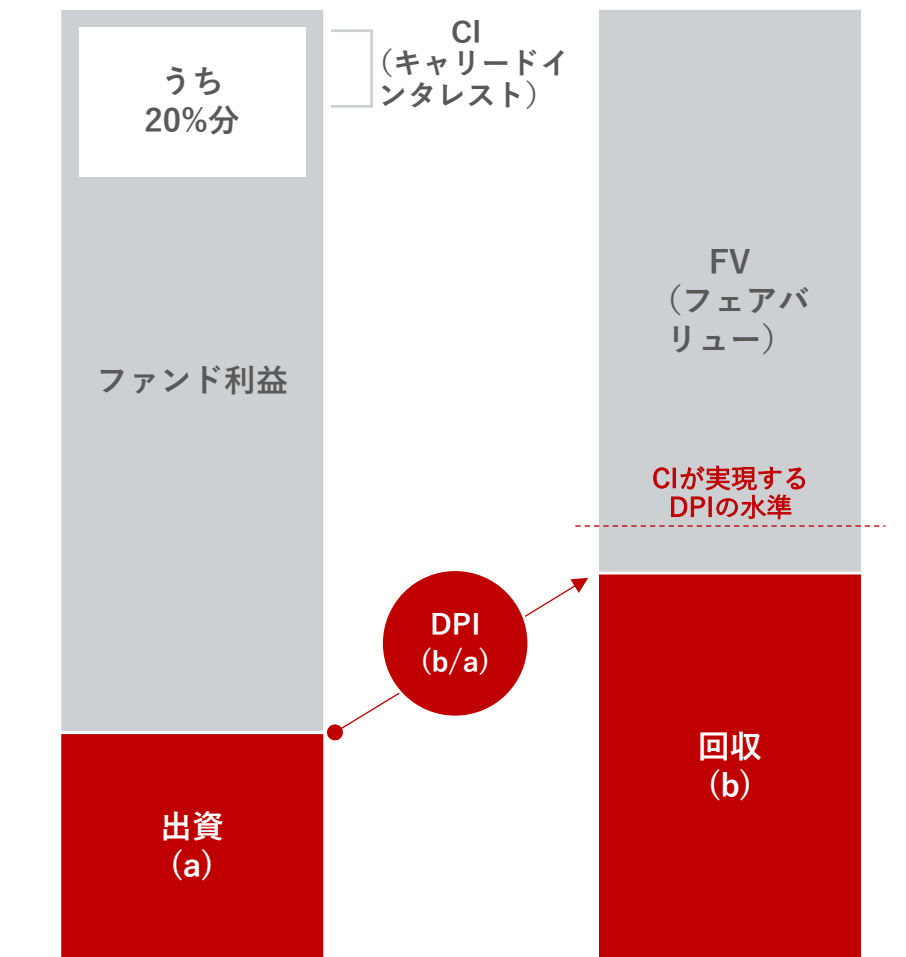 うち
20%分
CI
（キャリードイ
ンタレスト）
ファンド利益
FV
（フェアバ
リュー）
CIが実現する
DPIの水準
DPI
(b/a)
回収
(b)
出資
(a)